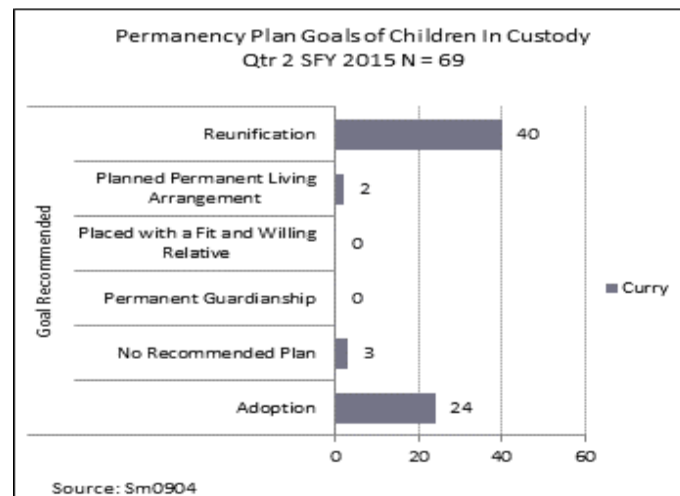 Permanency Plan Goals of Children In Custody
Qtr 2 SFY 2015 N = 69
Goal Recommended
Reunification
40
Planned Permanent Living
Arrangement
2
Placed with a Fit and Willing
Relative
0
Permanent Guardianship
0
No Recommended Plan
3
Adoption
24
Curry
0 20 40 60
Source: Sm0904